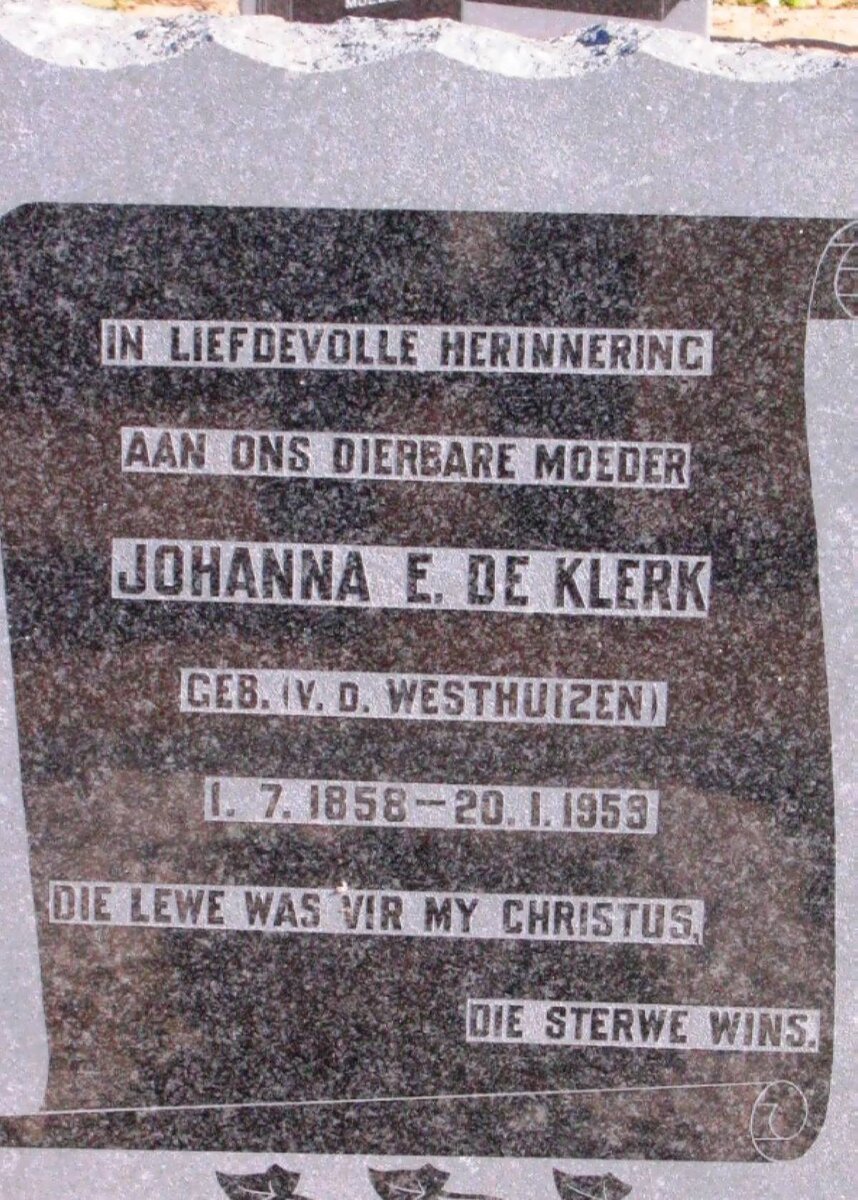 IN LIEFDEVOLLE HERINNERING
AAN ONS DIERBARE MOEDER
JOHANNA E. DE KLERK
GEB. (V. D. WESTHUIZEN)
1. 7. 1858 — 20. 1. 1959
DIE LEWE WAS VIR MY CHRISTUS,
DIE STERWE WINS.